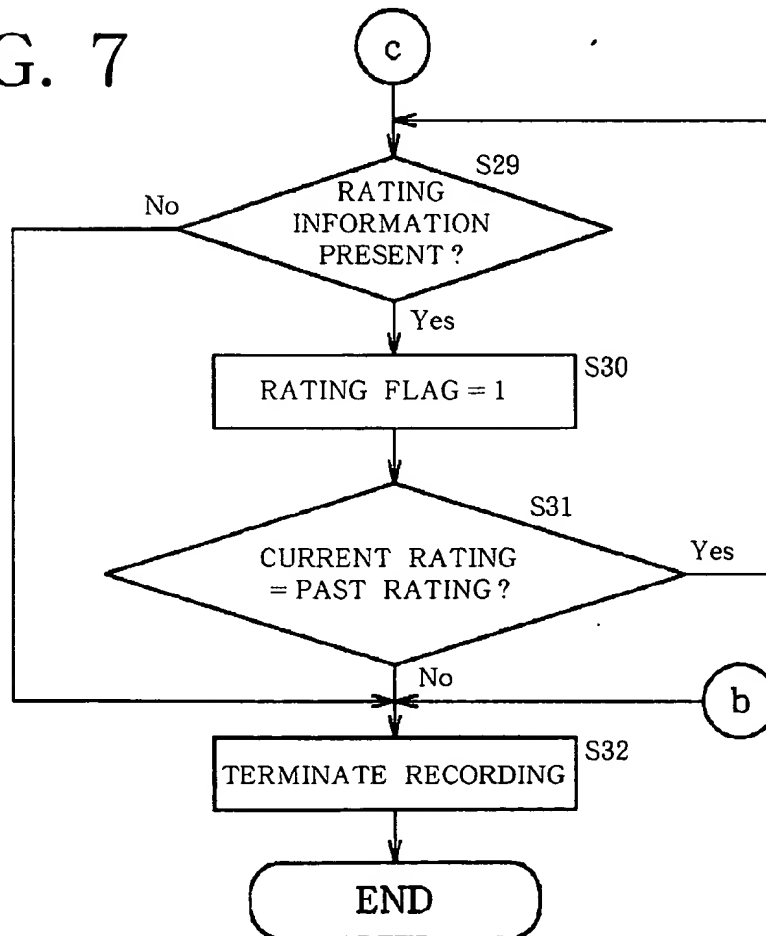 G. 7
c
S29
No
RATING
INFORMATION
PRESENT ?
Yes
S30
RATING FLAG = 1
S31
CURRENT RATING
= PAST RATING ?
Yes
No
b
S32
TERMINATE RECORDING
END